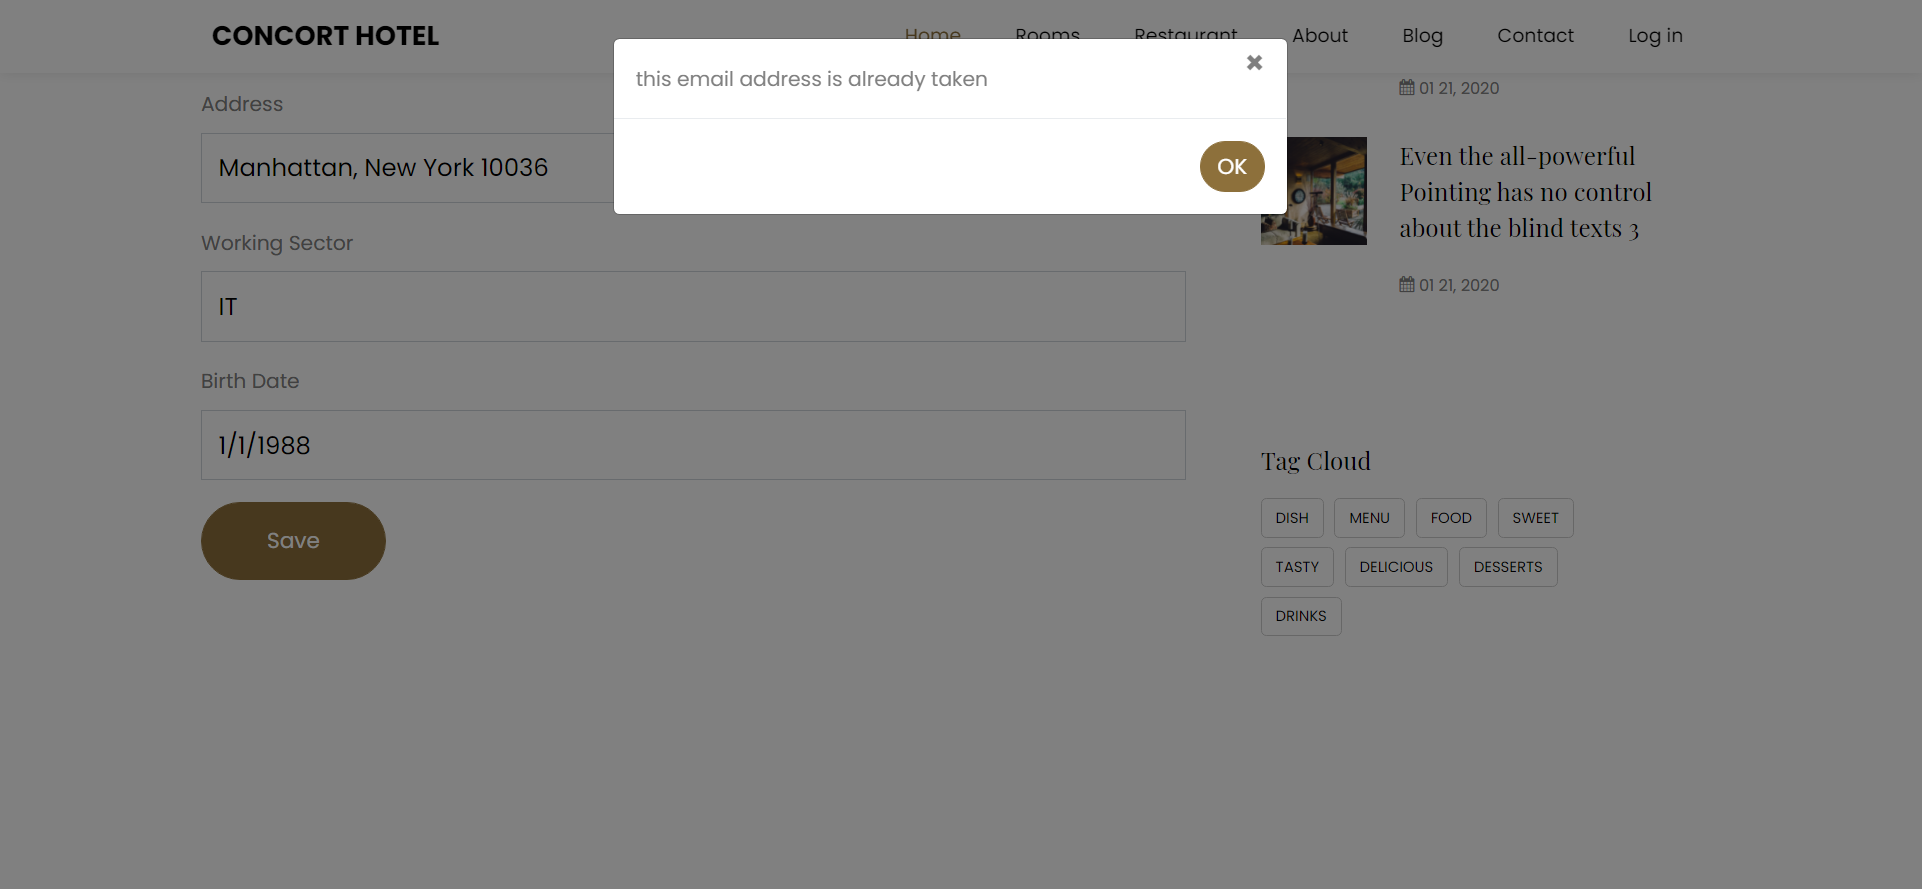 CONCORT HOTEL
Home Rooms Restaurant About Blog Contact Log in
this email address is already taken
✖
OK
Address
Manhattan, New York 10036
Working Sector
IT
Birth Date
1/1/1988
Save
01 21, 2020
Even the all-powerful
Pointing has no control
about the blind texts 3
01 21, 2020
Tag Cloud
DISH MENU FOOD SWEET
TASTY DELICIOUS DESSERTS
DRINKS